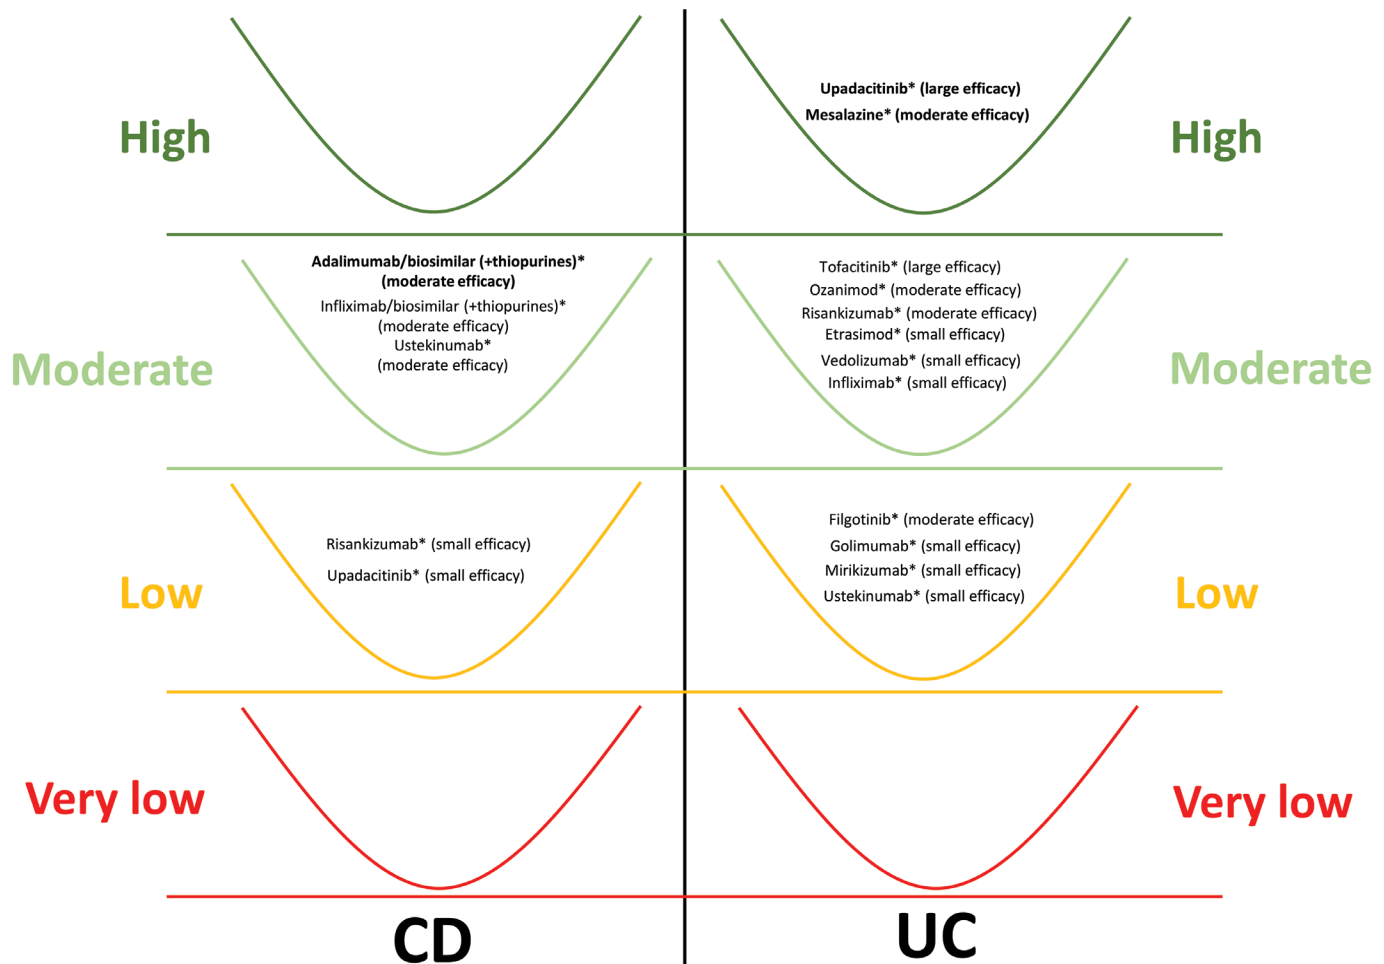 High
Upadacitinib* (large efficacy)
Mesalazine* (moderate efficacy)
High
Moderate
Adalimumab/biosimilar (+thiopurines)*
(moderate efficacy)
Infliximab/biosimilar (+thiopurines)*
(moderate efficacy)
Ustekinumab*
(moderate efficacy)
Tofacitinib* (large efficacy)
Ozanimod* (moderate efficacy)
Risankizumab* (moderate efficacy)
Etrasimod* (small efficacy)
Vedolizumab* (small efficacy)
Infliximab* (small efficacy)
Moderate
Low
Risankizumab* (small efficacy)
Upadacitinib* (small efficacy)
Filgotinib* (moderate efficacy)
Golimumab* (small efficacy)
Mirikizumab* (small efficacy)
Ustekinumab* (small efficacy)
Low
Very low
Very low
CD
UC